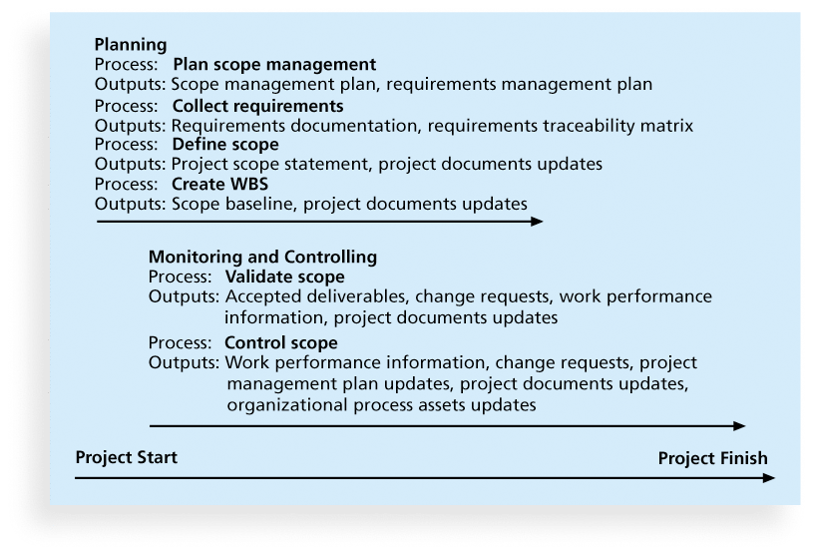 Planning
Process: Plan scope management
Outputs: Scope management plan, requirements management plan
Process: Collect requirements
Outputs: Requirements documentation, requirements traceability matrix
Process: Define scope
Outputs: Project scope statement, project documents updates
Process: Create WBS
Outputs: Scope baseline, project documents updates
Monitoring and Controlling
Process: Validate scope
Outputs: Accepted deliverables, change requests, work performance
information, project documents updates
Process: Control scope
Outputs: Work performance information, change requests, project
management plan updates, project documents updates,
organizational process assets updates
Project Start Project Finish